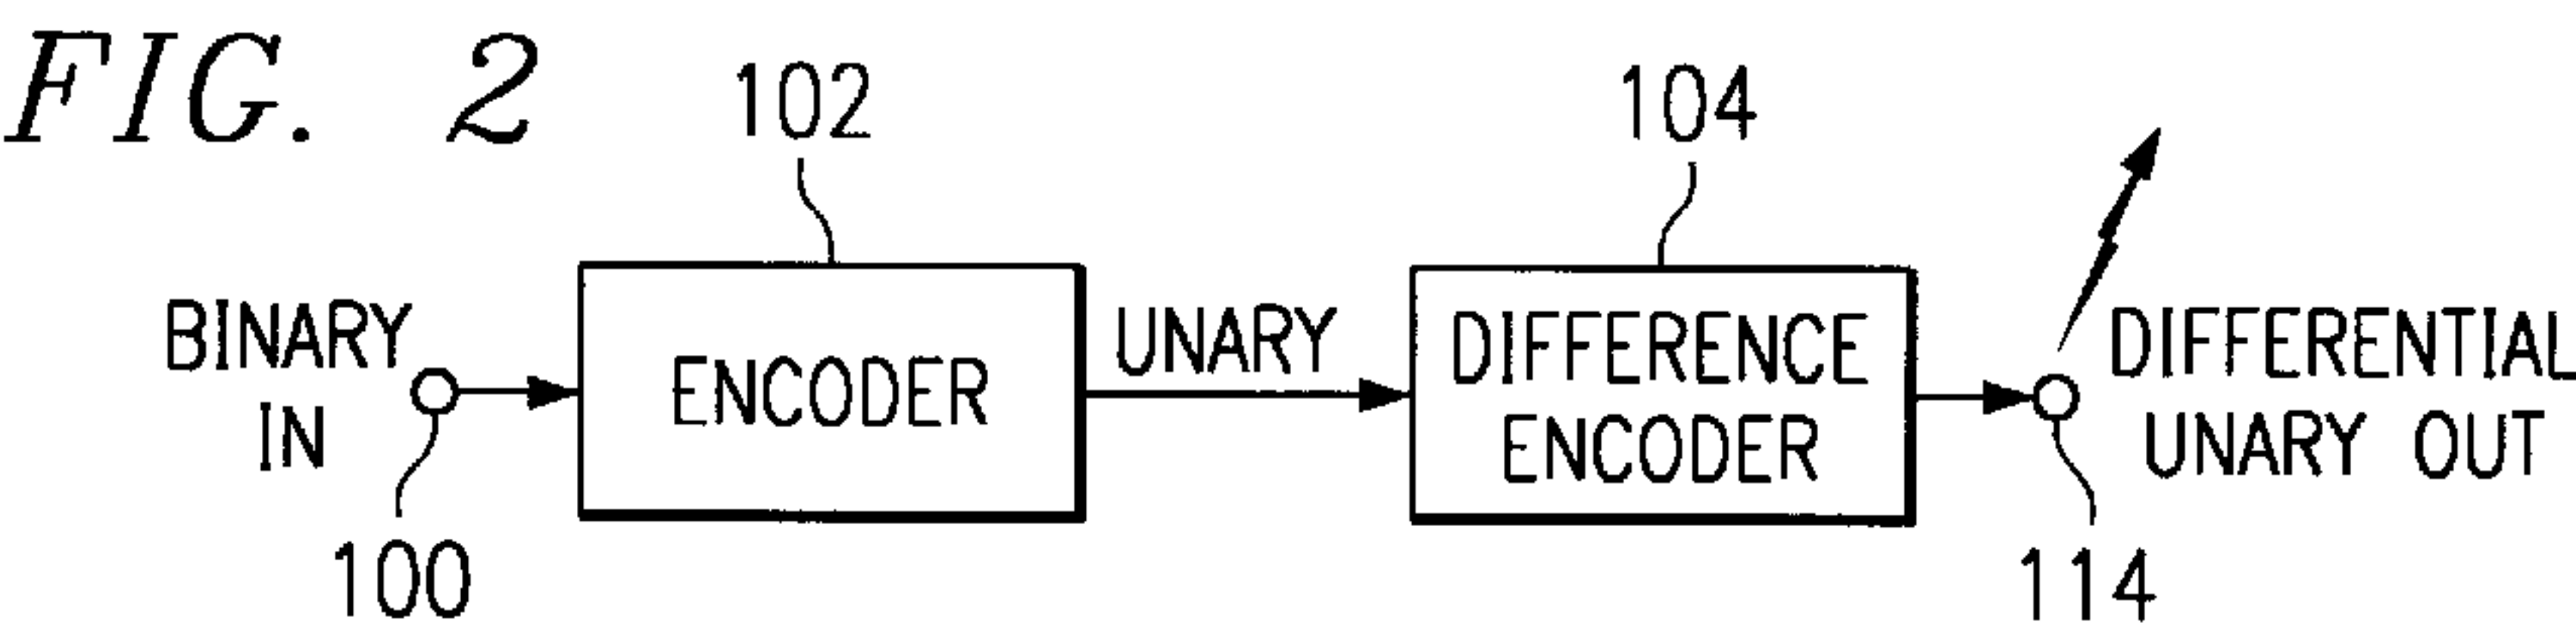 FIG. 2
102
104
BINARY
IN
ENCODER
UNARY
DIFFERENCE
ENCODER
DIFFERENTIAL
UNARY OUT
100
114